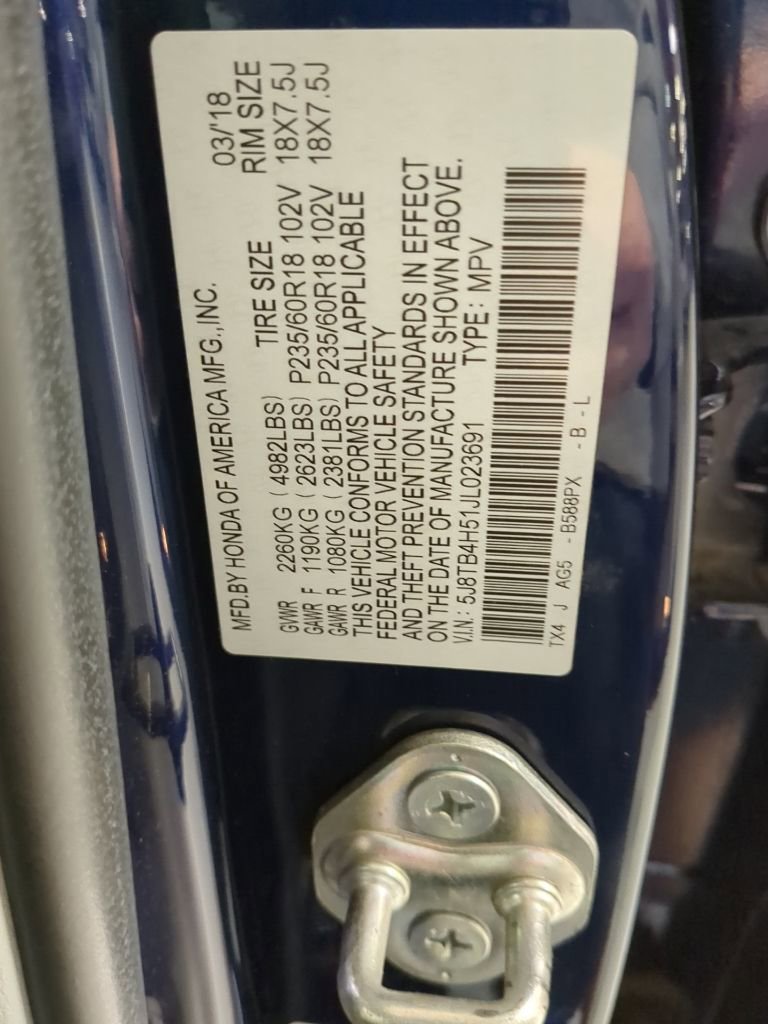 MFD.BY HONDA OF AMERICA MFG.,INC. 03/'18
TIRE SIZE RIM SIZE
GVWR 2260KG ( 4982LBS)
GAWR F 1190KG ( 2623LBS) P235/60R18 102V 18X7.5J
GAWR R 1080KG ( 2381LBS) P235/60R18 102V 18X7.5J
THIS VEHICLE CONFORMS TO ALL APPLICABLE
FEDERAL MOTOR VEHICLE SAFETY
AND THEFT PREVENTION STANDARDS IN EFFECT
ON THE DATE OF MANUFACTURE SHOWN ABOVE.
V.I.N.: 5J8TB4H51JL023691 TYPE: MPV
TX4 J AG5 - B588PX - B - L